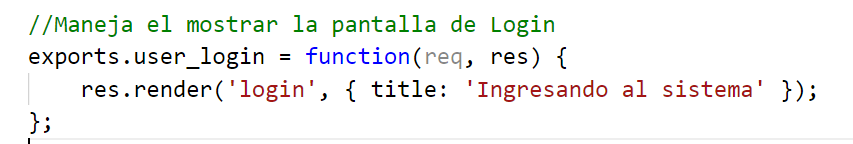 //Maneja el mostrar la pantalla de Login
exports.user_login = function(req, res) {
    res.render('login', { title: 'Ingresando al sistema' });
};